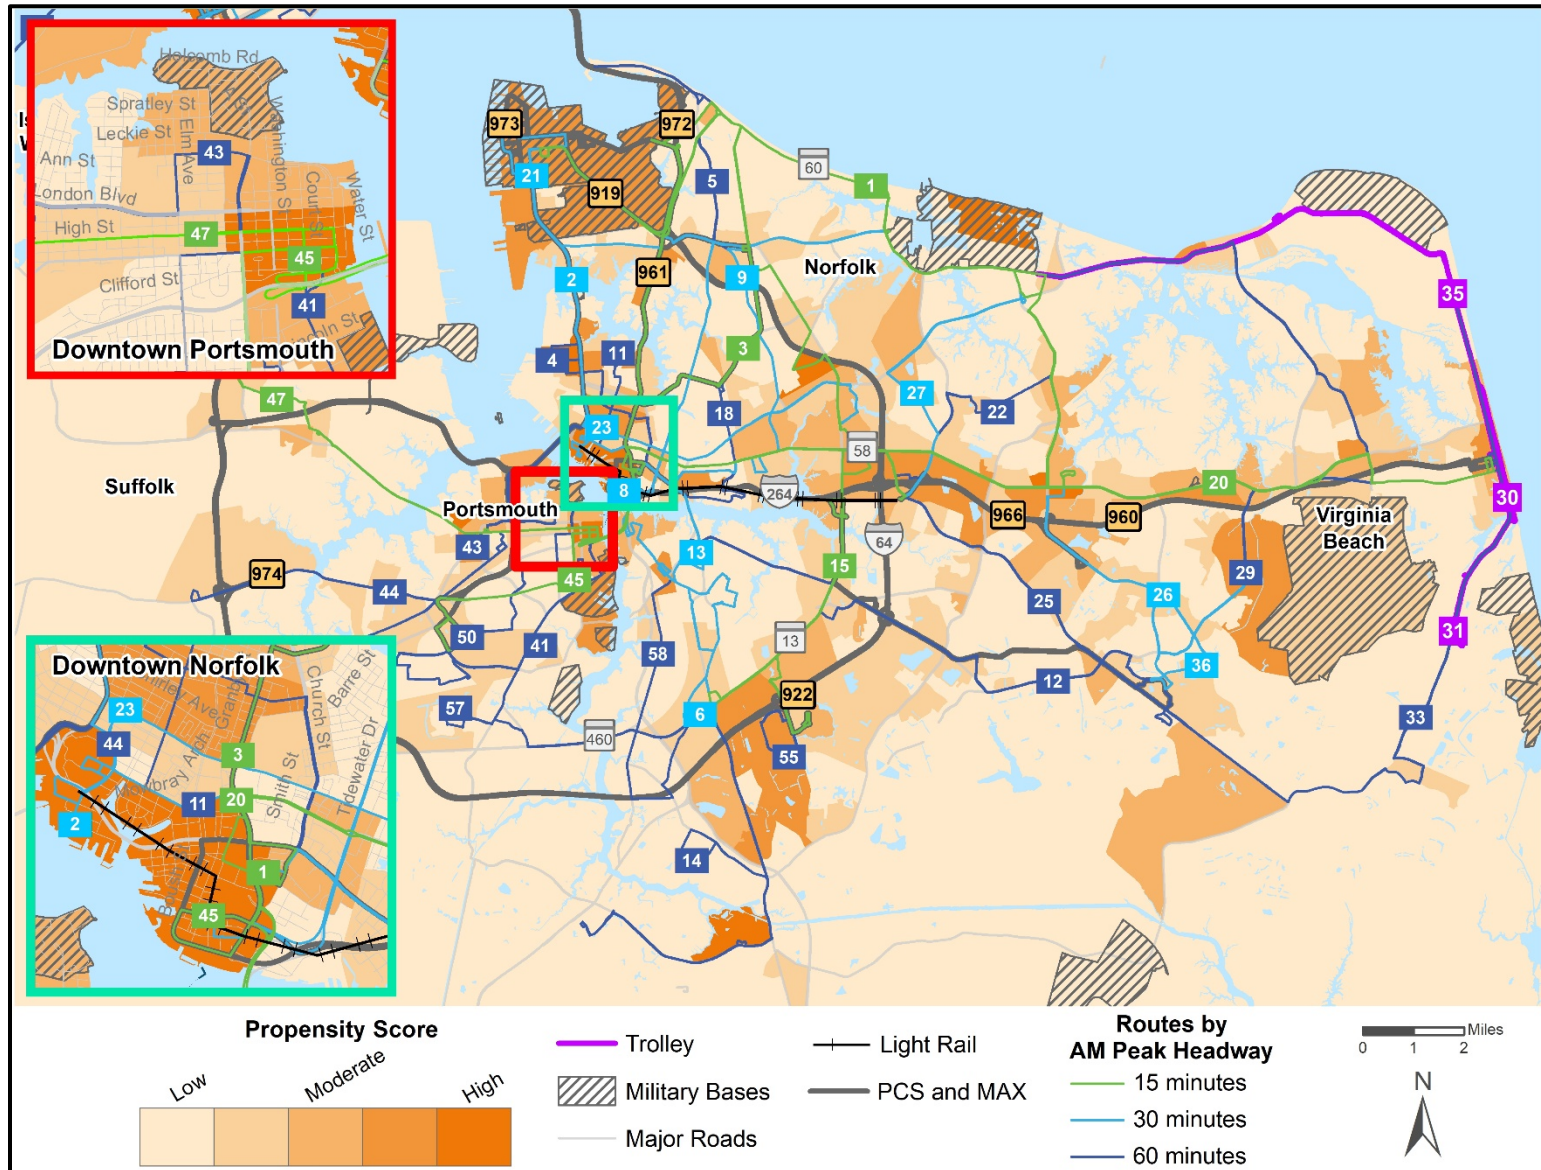 Holcomb Rd
Spratley St
Leckie St
Elm Ave
Washington St
Ann St
43
London Blvd
Court St
Water St
High St
47
45
Clifford St
41
Downtown Portsmouth
973
972
21
919
5
60
1
2
961
9
Norfolk
35
4
11
3
27
22
47
18
23
58
Suffolk
8
264
20
30
Portsmouth
966
960
Virginia
Beach
43
13
64
15
974
45
44
29
25
26
50
41
58
13
31
36
12
57
922
6
33
460
55
14
Downtown Norfolk
23
Church St
Barre St
44
Mowbray Arch
3
Smith St
Tidewater Dr
11
20
2
1
45
Propensity Score
Low
Moderate
High
Trolley
Light Rail
Military Bases
PCS and MAX
Major Roads
Routes by
AM Peak Headway
15 minutes
30 minutes
60 minutes
Miles
0 1 2
N